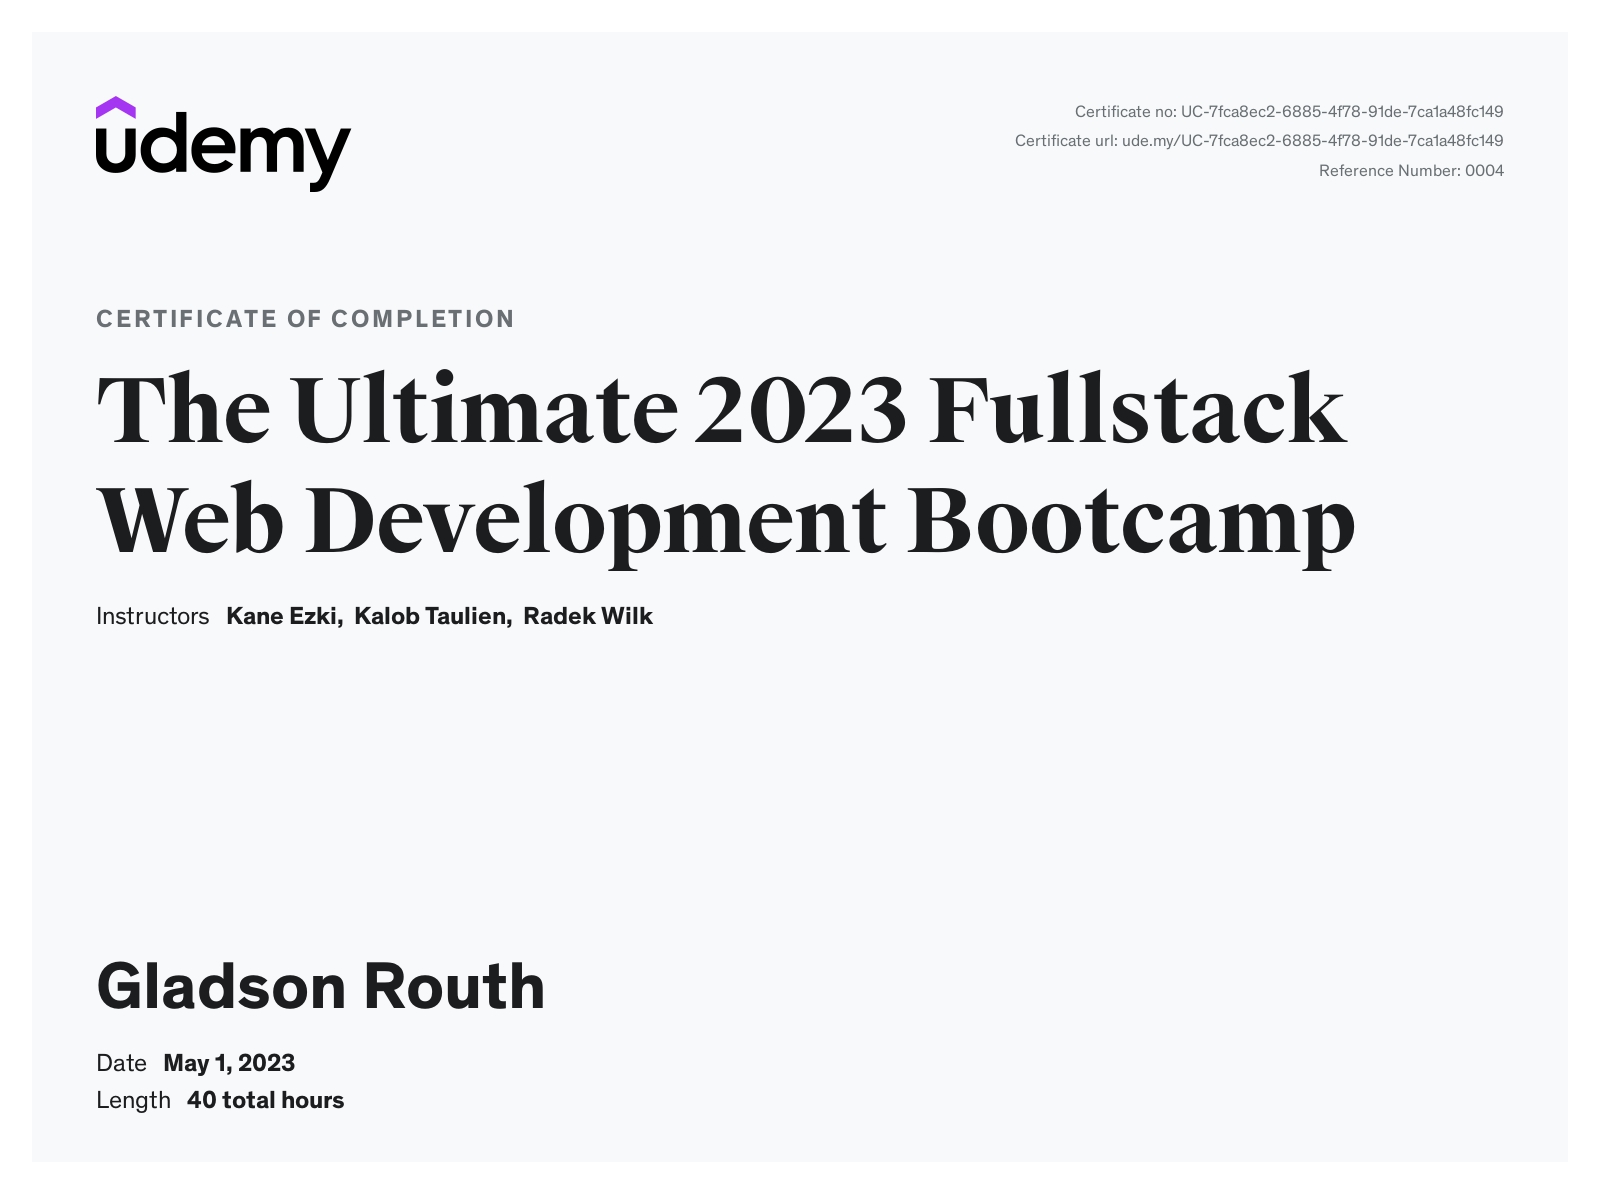 udemy
Certificate no: UC-7fca8ec2-6885-4f78-91de-7ca1a48fc149
Certificate url: ude.my/UC-7fca8ec2-6885-4f78-91de-7ca1a48fc149
Reference Number: 0004
CERTIFICATE OF COMPLETION
The Ultimate 2023 Fullstack
Web Development Bootcamp
Instructors Kane Ezki, Kalob Taulien, Radek Wilk
Gladson Routh
Date May 1, 2023
Length 40 total hours